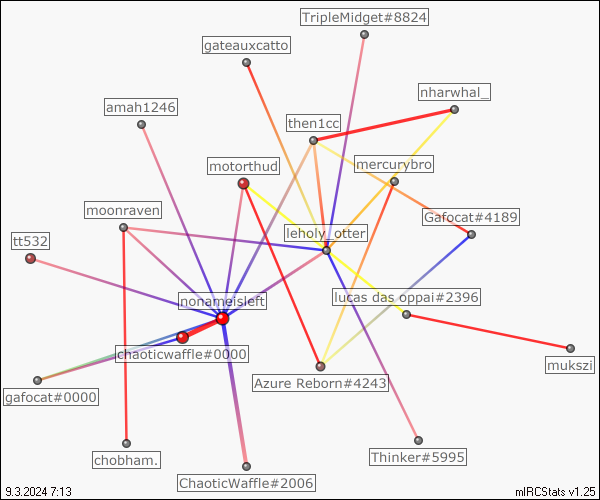 TripleMidget#8824
gateauxcatto
nharwhal_
amah1246
then1cc
mercurybro
motorthud
moonraven
Gafocat#4189
leholy_otter
tt532
nonameisleft
lucas das oppai#2396
chaoticwaffle#0000
mukszi
Azure Reborn#4243
gafocat#0000
Thinker#5995
chobham.
ChaoticWaffle#2006
9.3.2024 7:13
mIRCStats v1.25